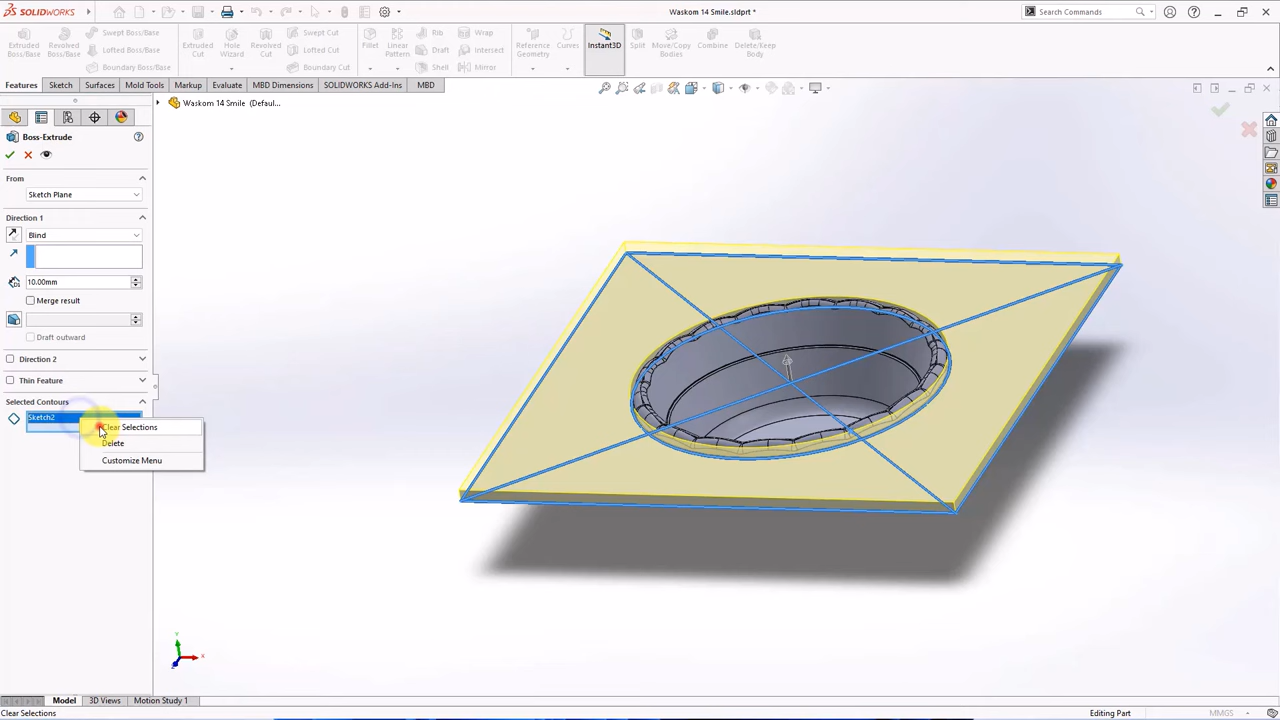 SOLIDWORKS
Waskom 14 Smile.sldprt *
Search Commands
Extruded Boss/Base
Revolved Boss/Base
Swept Boss/Base
Lofted Boss/Base
Boundary Boss/Base
Extruded Cut
Hole Wizard
Revolved Cut
Swept Cut
Lofted Cut
Boundary Cut
Fillet
Linear Pattern
Rib
Draft
Shell
Wrap
Intersect
Mirror
Reference Geometry
Curves
Instant3D
Split
Move/Copy Bodies
Combine
Delete/Keep Body
Features
Sketch
Surfaces
Mold Tools
Markup
Evaluate
MBD Dimensions
SOLIDWORKS Add-Ins
MBD
Waskom 14 Smile (Defaul...
Boss-Extrude
From
Sketch Plane
Direction 1
Blind
10.00mm
Merge result
Draft outward
Direction 2
Thin Feature
Selected Contours
Sketch2
Clear Selections
Delete
Customize Menu
Y
X
Model
3D Views
Motion Study 1
Clear Selections
Editing Part
MMGS